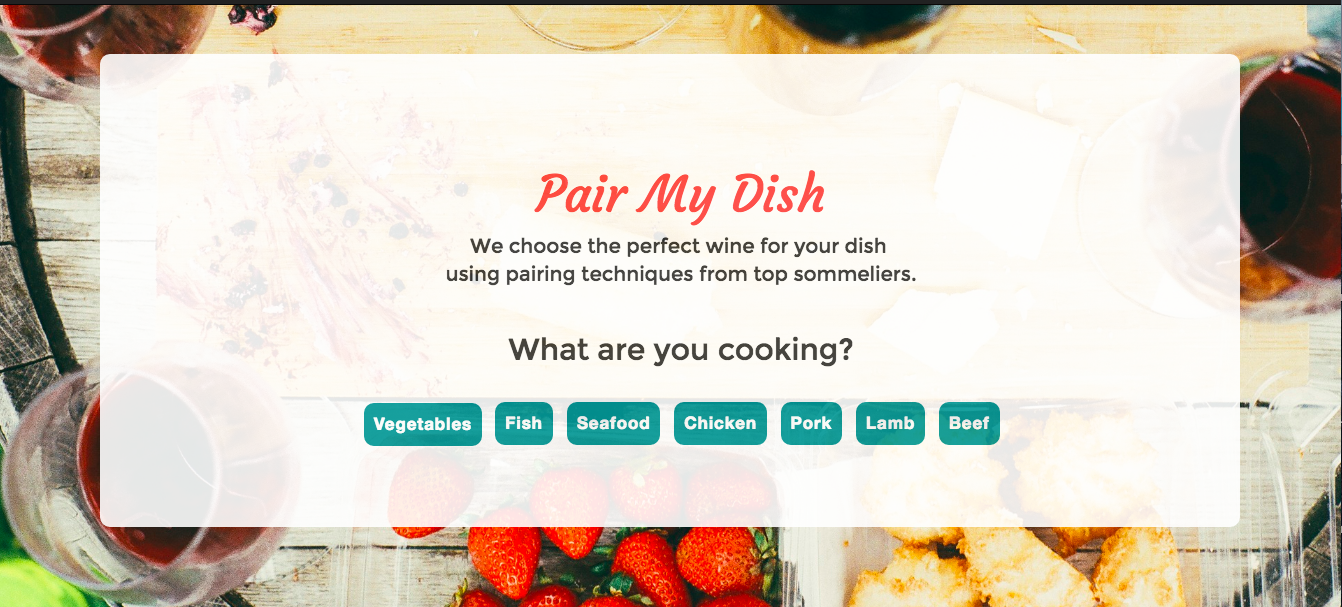 Pair My Dish
We choose the perfect wine for your dish
using pairing techniques from top sommeliers.
What are you cooking?
Vegetables Fish Seafood Chicken Pork Lamb Beef